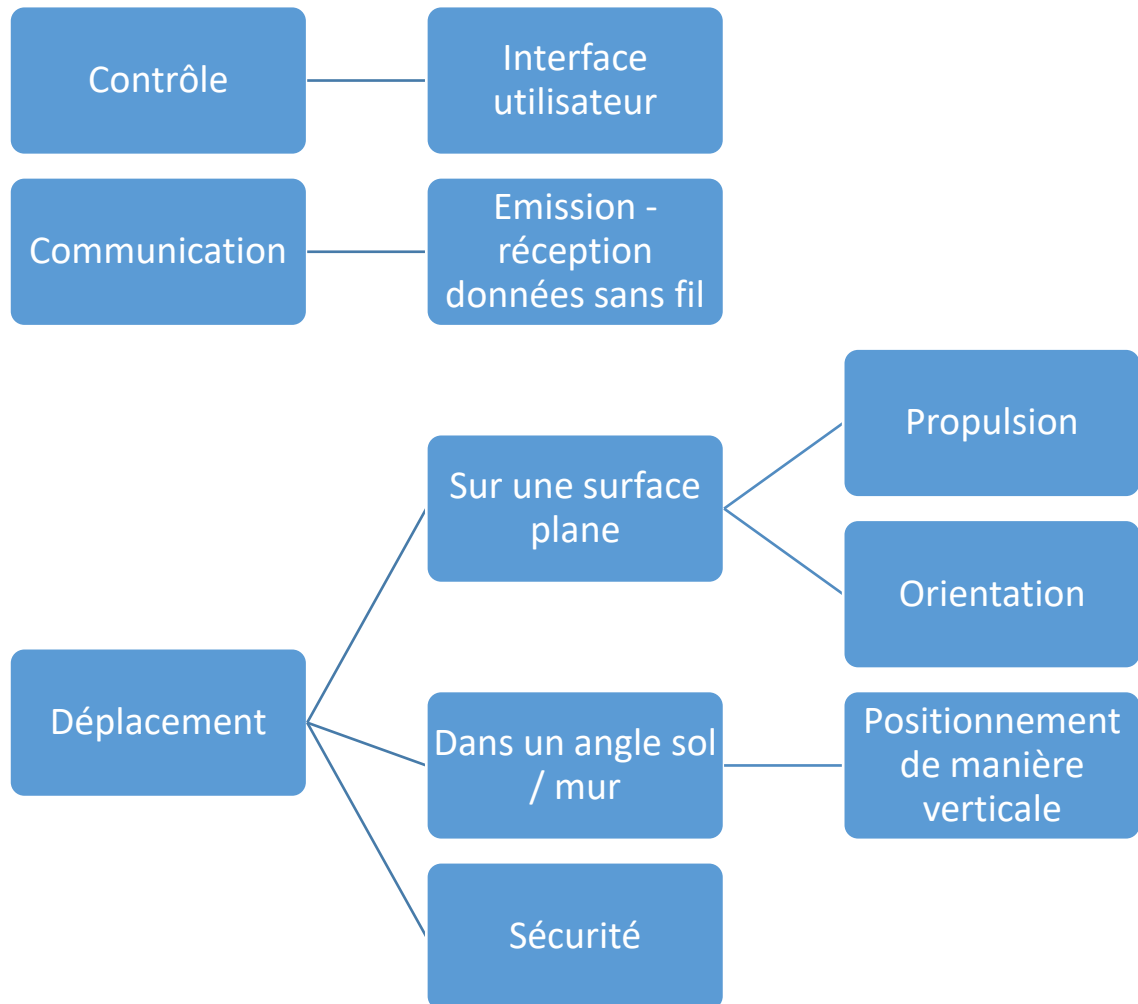 Contrôle
Interface
utilisateur
Communication
Emission -
réception
données sans fil
Déplacement
Sur une surface
plane
Propulsion
Orientation
Dans un angle sol
/ mur
Positionnement
de manière
verticale
Sécurité